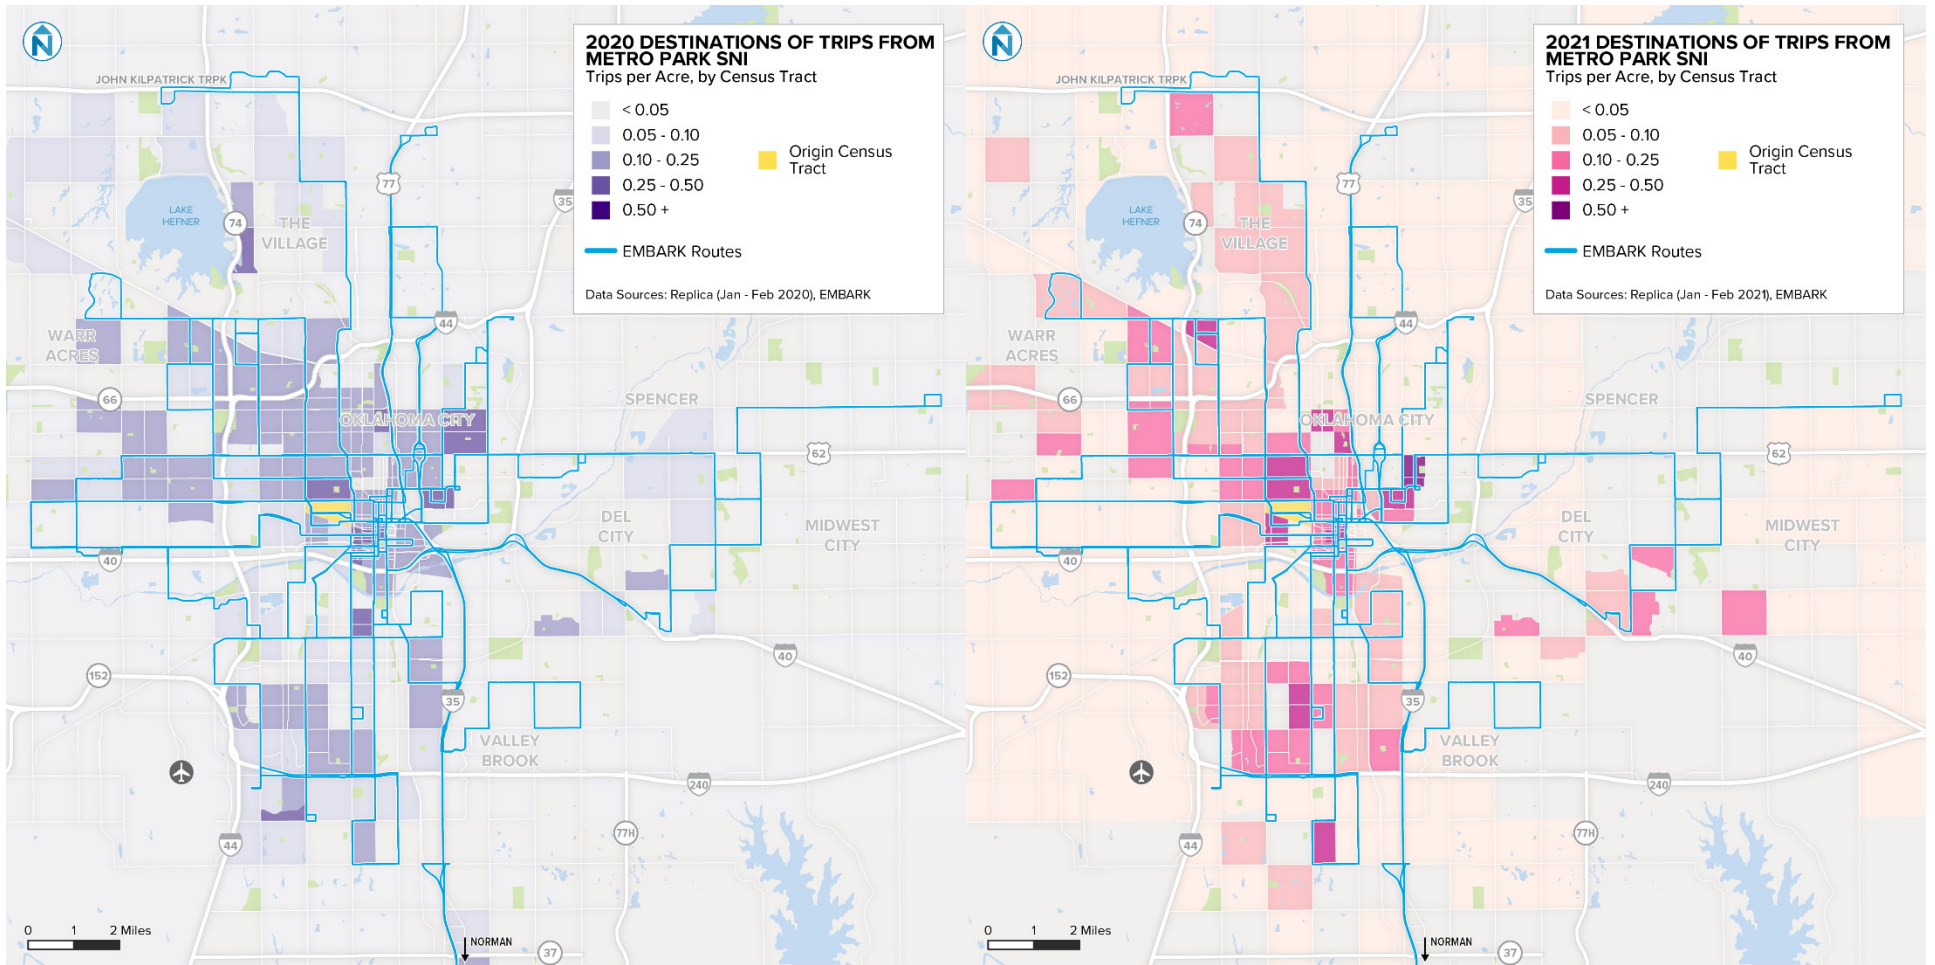 N
2020 DESTINATIONS OF TRIPS FROM
METRO PARK SNI
Trips per Acre, by Census Tract
< 0.05
0.05 - 0.10
0.10 - 0.25
0.25 - 0.50
0.50 +
Origin Census
Tract
EMBARK Routes
Data Sources: Replica (Jan - Feb 2020), EMBARK
JOHN KILPATRICK TRPK
77
35
LAKE
HEFNER
74
THE
VILLAGE
44
WARR
ACRES
66
OKLAHOMA CITY
SPENCER
62
DEL
CITY
MIDWEST
CITY
40
40
152
35
VALLEY
BROOK
240
77H
44
0 1 2 Miles
NORMAN
37
N
2021 DESTINATIONS OF TRIPS FROM
METRO PARK SNI
Trips per Acre, by Census Tract
< 0.05
0.05 - 0.10
0.10 - 0.25
0.25 - 0.50
0.50 +
Origin Census
Tract
EMBARK Routes
Data Sources: Replica (Jan - Feb 2021), EMBARK
JOHN KILPATRICK TRPK
77
35
LAKE
HEFNER
74
THE
VILLAGE
44
WARR
ACRES
66
OKLAHOMA CITY
SPENCER
62
DEL
CITY
MIDWEST
CITY
40
40
152
35
VALLEY
BROOK
240
77H
44
0 1 2 Miles
NORMAN
37